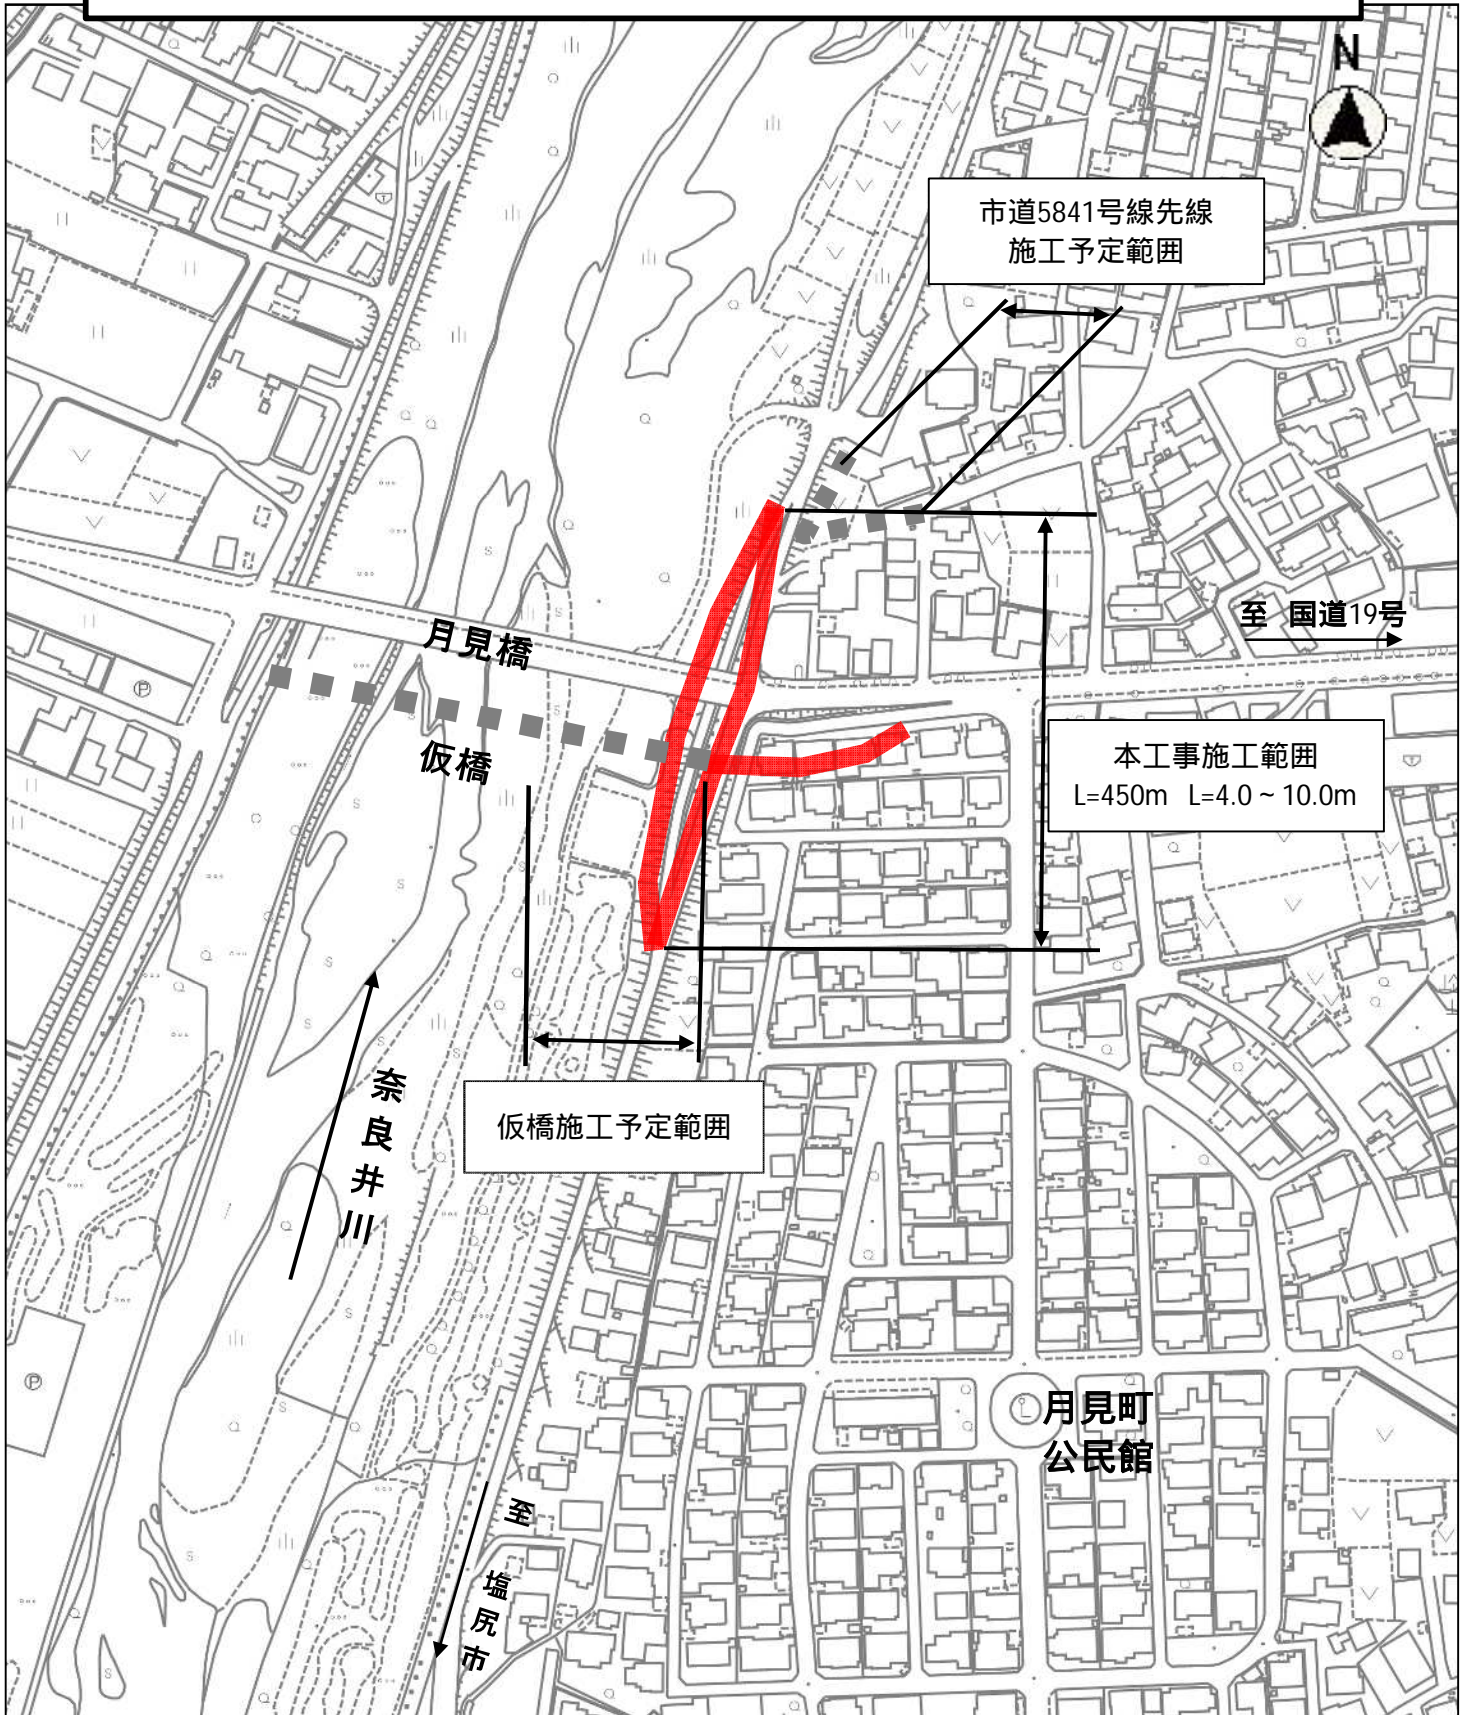 N
市道5841号線先線
施工予定範囲
至 国道19号
月見橋
仮橋
本工事施工範囲
L=450m L=4.0～10.0m
奈良井川
仮橋施工予定範囲
月見町
公民館
至
塩尻市